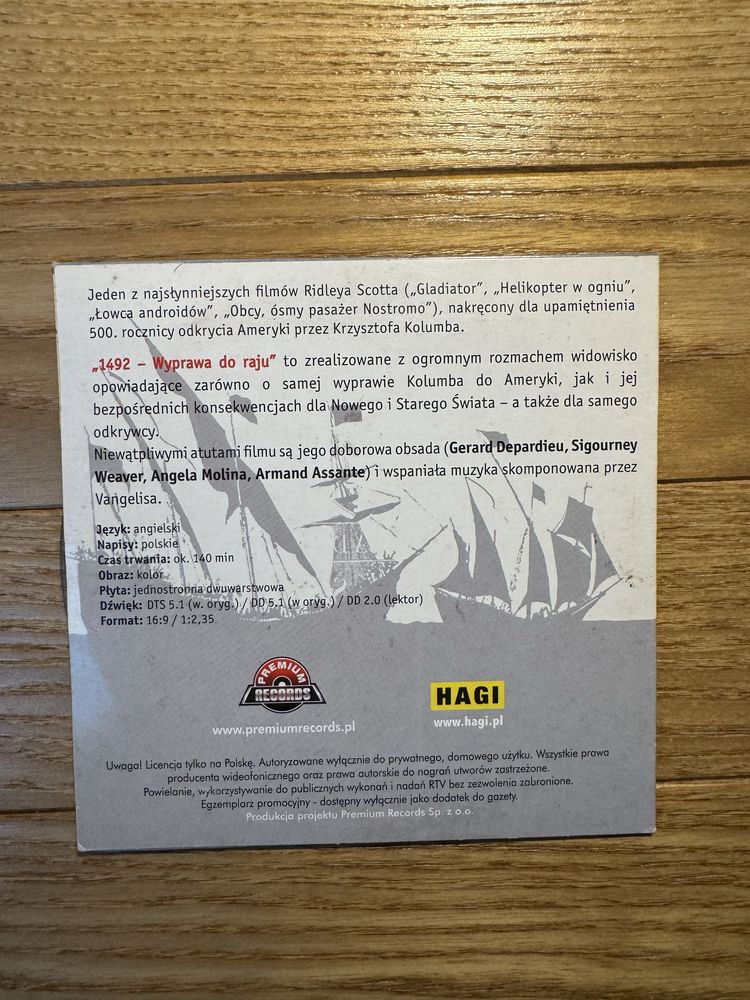 Jeden z najsłynniejszych filmów Ridleya Scotta („Gladiator”, „Helikopter w ogniu”,
„Łowca androidów”, „Obcy, ósmy pasażer Nostromo”), nakręcony dla upamiętnienia
500. rocznicy odkrycia Ameryki przez Krzysztofa Kolumba.
„1492 – Wyprawa do raju” to zrealizowane z ogromnym rozmachem widowisko
opowiadające zarówno o samej wyprawie Kolumba do Ameryki, jak i jej
bezpośrednich konsekwencjach dla Nowego i Starego Świata – a także dla samego
odkrywcy.
Niewątpliwymi atutami filmu są jego doborowa obsada (Gerard Depardieu, Sigourney
Weaver, Angela Molina, Armand Assante) i wspaniała muzyka skomponowana przez
Vangelisa.
Język: angielski
Napisy: polskie
Czas trwania: ok. 140 min
Obraz: kolor
Płyta: jednostronna dwuwarstwowa
Dźwięk: DTS 5.1 (w. oryg.) / DD 5.1 (w oryg.) / DD 2.0 (lektor)
Format: 16:9 / 1:2,35
PREMIUM
RECORDS
www.premiumrecords.pl
HAGI
www.hagi.pl
Uwaga! Licencja tylko na Polskę. Autoryzowane wyłącznie do prywatnego, domowego użytku. Wszystkie prawa
producenta wideofonicznego oraz prawa autorskie do nagrań utworów zastrzeżone.
Powielanie, wykorzystywanie do publicznych wykonań i nadań RTV bez zezwolenia zabronione.
Egzemplarz promocyjny - dostępny wyłącznie jako dodatek do gazety.
Produkcja projektu Premium Records Sp. z o.o.